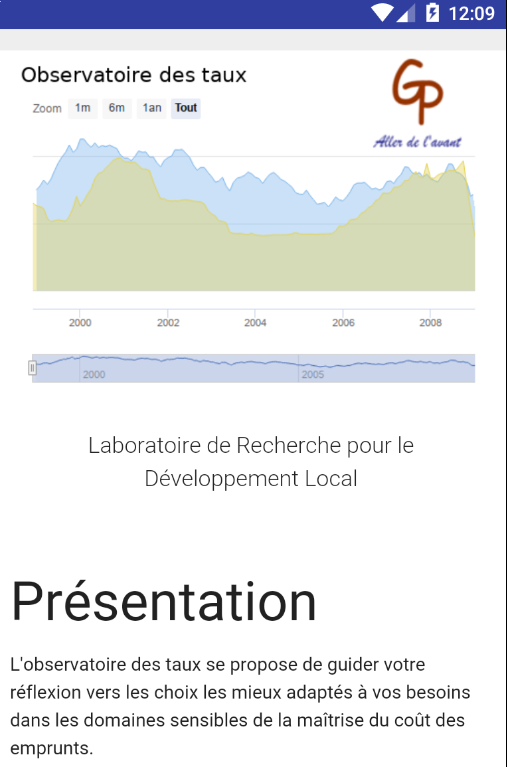 12:09
Observatoire des taux
GP
Aller de l'avant
Zoom 1m 6m 1an Tout
2000 2002 2004 2006 2008
2000 2005
Laboratoire de Recherche pour le
Développement Local
Présentation
L'observatoire des taux se propose de guider votre
réflexion vers les choix les mieux adaptés à vos besoins
dans les domaines sensibles de la maîtrise du coût des
emprunts.